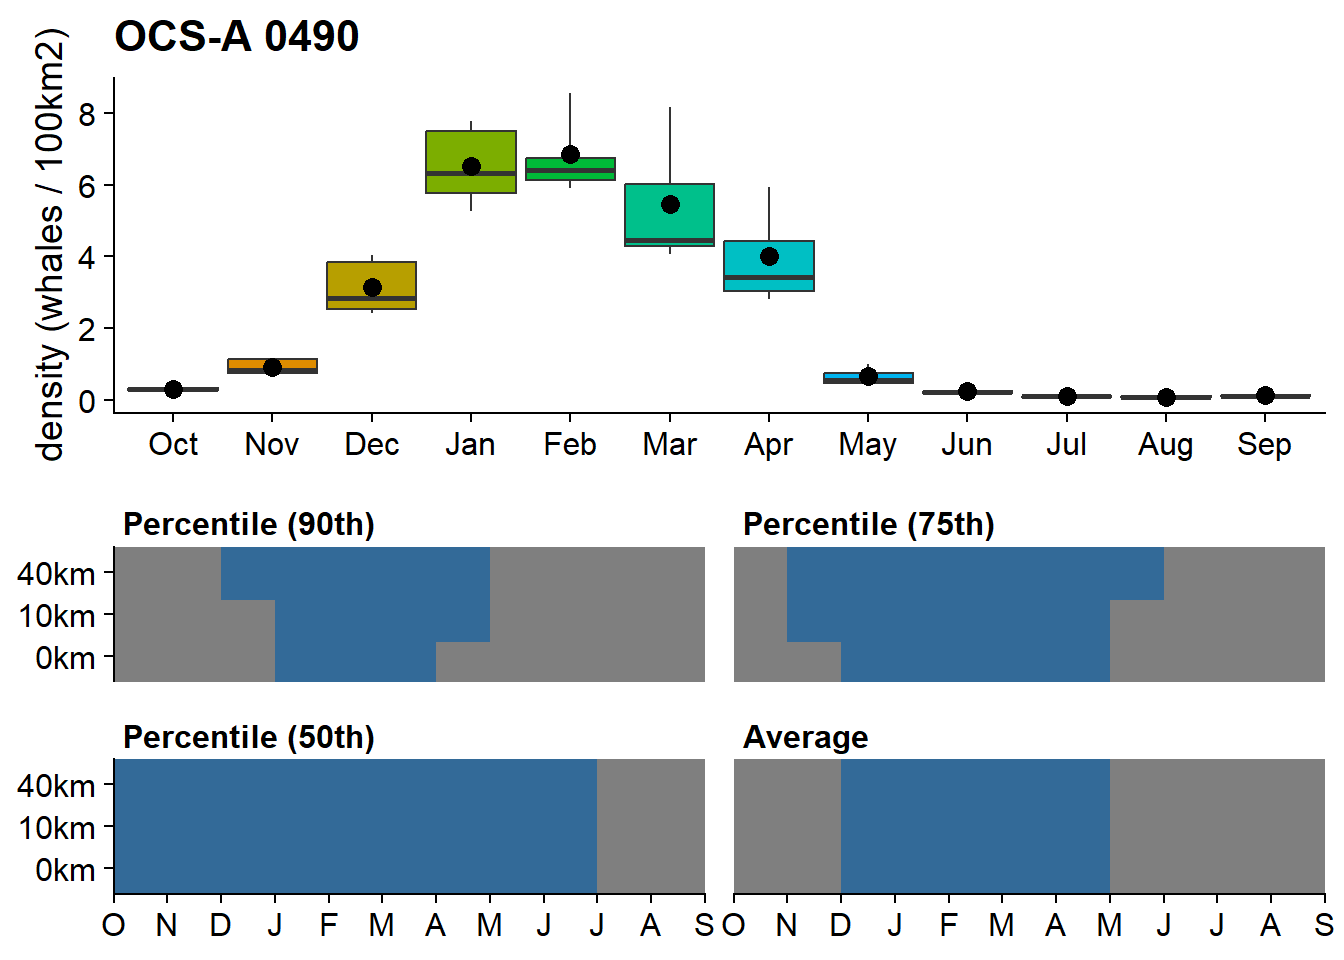 OCS-A 0490
density (whales / 100km2)
8
6
4
2
0
Oct Nov Dec Jan Feb Mar Apr May Jun Jul Aug Sep
Percentile (90th) Percentile (75th)
40km
10km
0km
Percentile (50th) Average
40km
10km
0km
O N D J F M A M J J A S O N D J F M A M J J A S